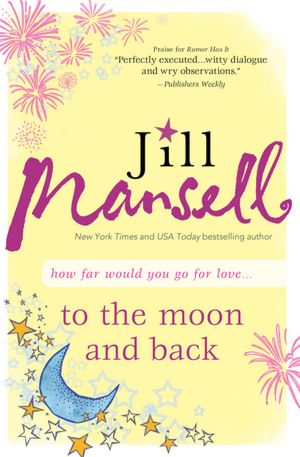 Praise for Rumor Has It
"Perfectly executed...witty dialogue
and wry observations."
—Publishers Weekly
Jill
Mansell
New York Times and USA Today bestselling author
how far would you go for love...
to the moon
and back